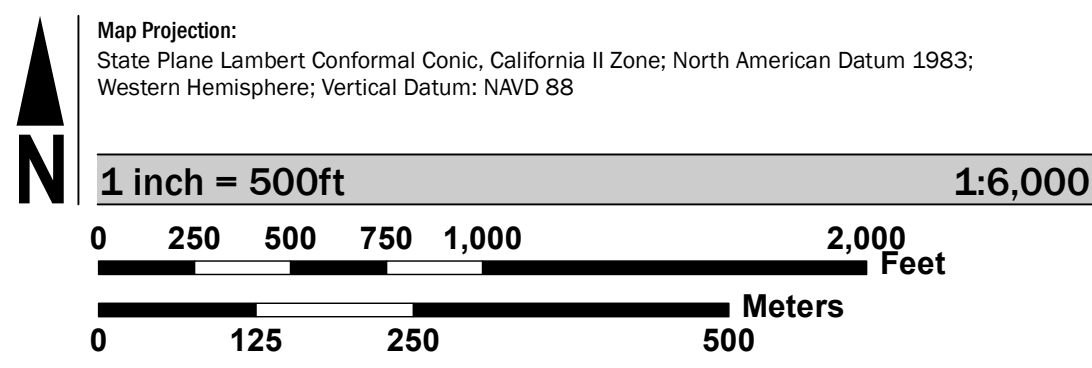 N
Map Projection:
State Plane Lambert Conformal Conic, California II Zone; North American Datum 1983;
Western Hemisphere; Vertical Datum: NAVD 88
1 inch = 500ft 1:6,000
0 250 500 750 1,000 2,000
Feet
Meters
0 125 250 500